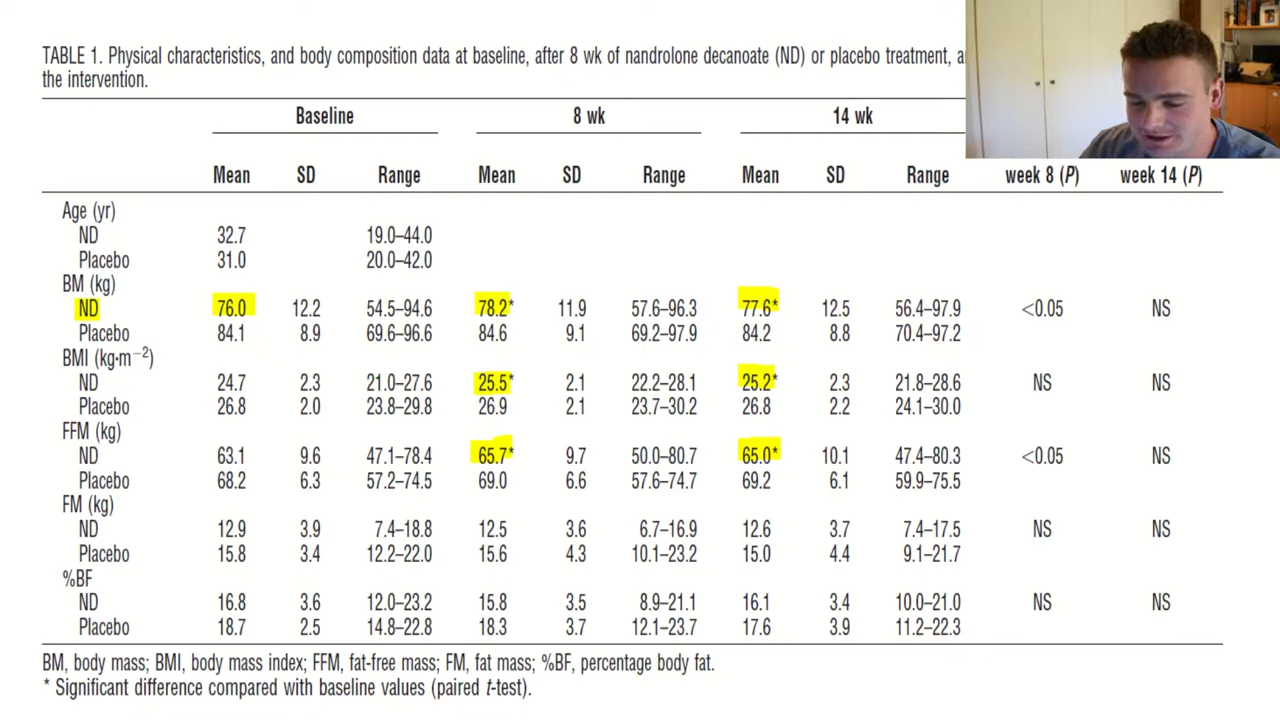 TABLE 1. Physical characteristics, and body composition data at baseline, after 8 wk of nandrolone decanoate (ND) or placebo treatment,
the intervention.
Baseline 8 wk 14 wk
Mean SD Range Mean SD Range Mean SD Range week 8 (P) week 14 (P)
Age (yr)
ND 32.7 19.0–44.0
Placebo 31.0 20.0–42.0
BM (kg)
ND 76.0 12.2 54.5–94.6 78.2* 11.9 57.6–96.3 77.6* 12.5 56.4–97.9 <0.05 NS
Placebo 84.1 8.9 69.6–96.6 84.6 9.1 69.2–97.9 84.2 8.8 70.4–97.2
BMI (kg·m⁻²)
ND 24.7 2.3 21.0–27.6 25.5* 2.1 22.2–28.1 25.2* 2.3 21.8–28.6 NS NS
Placebo 26.8 2.0 23.8–29.8 26.9 2.1 23.7–30.2 26.8 2.2 24.1–30.0
FFM (kg)
ND 63.1 9.6 47.1–78.4 65.7* 9.7 50.0–80.7 65.0* 10.1 47.4–80.3 <0.05 NS
Placebo 68.2 6.3 57.2–74.5 69.0 6.6 57.6–74.7 69.2 6.1 59.9–75.5
FM (kg)
ND 12.9 3.9 7.4–18.8 12.5 3.6 6.7–16.9 12.6 3.7 7.4–17.5 NS NS
Placebo 15.8 3.4 12.2–22.0 15.6 4.3 10.1–23.2 15.0 4.4 9.1–21.7
%BF
ND 16.8 3.6 12.0–23.2 15.8 3.5 8.9–21.1 16.1 3.4 10.0–21.0 NS NS
Placebo 18.7 2.5 14.8–22.8 18.3 3.7 12.1–23.7 17.6 3.9 11.2–22.3
BM, body mass; BMI, body mass index; FFM, fat-free mass; FM, fat mass; %BF, percentage body fat.
* Significant difference compared with baseline values (paired t-test).